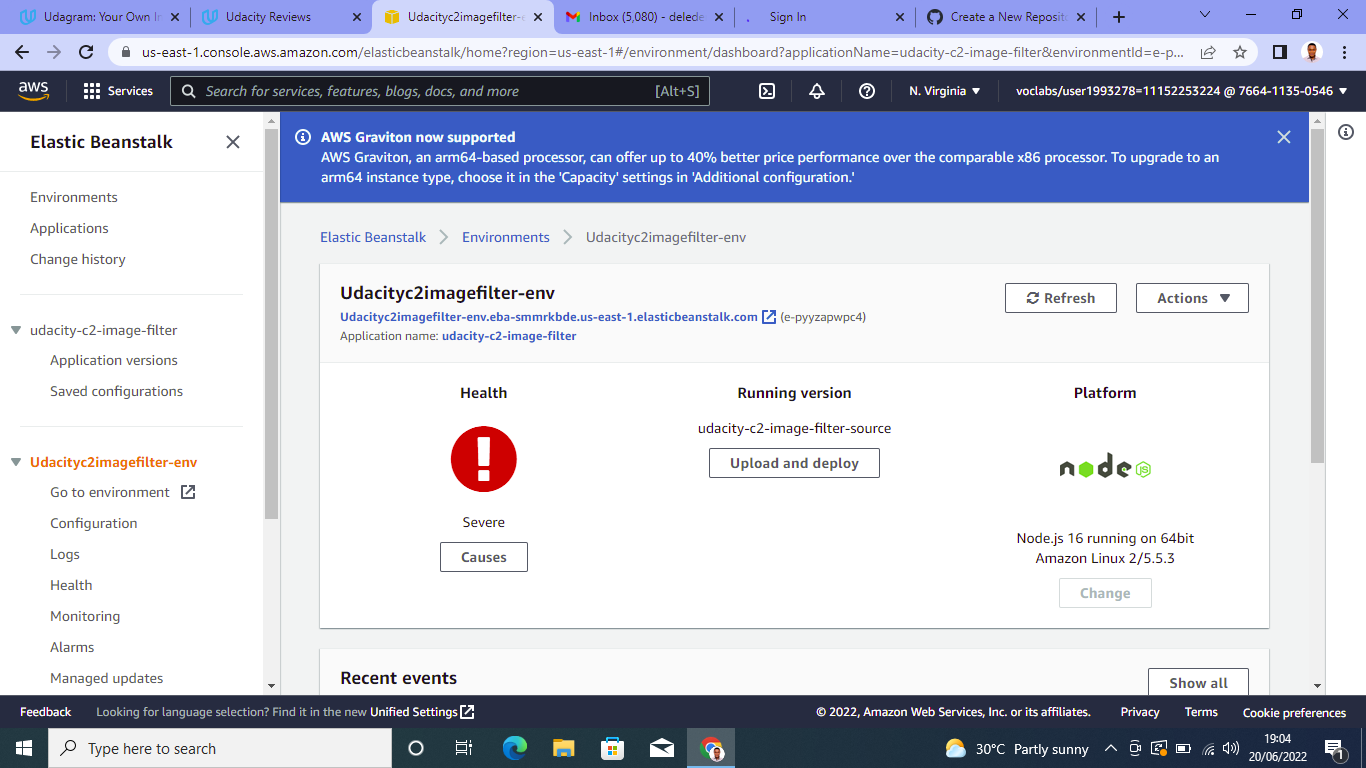 Udagram: Your Own In
Udacity Reviews
Udacityc2imagefilter-e
Inbox (5,080) - delede
Sign In
Create a New Reposit
us-east-1.console.aws.amazon.com/elasticbeanstalk/home?region=us-east-1#/environment/dashboard?applicationName=udacity-c2-image-filter&environmentId=e-p...
aws
Services
Search for services, features, blogs, docs, and more
[Alt+S]
N. Virginia
voclabs/user1993278=11152253224 @ 7664-1135-0546
Elastic Beanstalk
Environments
Applications
Change history
udacity-c2-image-filter
Application versions
Saved configurations
Udacityc2imagefilter-env
Go to environment
Configuration
Logs
Health
Monitoring
Alarms
Managed updates
AWS Graviton now supported
AWS Graviton, an arm64-based processor, can offer up to 40% better price performance over the comparable x86 processor. To upgrade to an
arm64 instance type, choose it in the 'Capacity' settings in 'Additional configuration.'
Elastic Beanstalk
Environments
Udacityc2imagefilter-env
Udacityc2imagefilter-env
Udacityc2imagefilter-env.eba-smmrkbde.us-east-1.elasticbeanstalk.com (e-pyyzapwpc4)
Application name: udacity-c2-image-filter
Refresh
Actions
Health
Severe
Causes
Running version
udacity-c2-image-filter-source
Upload and deploy
Platform
node JS
Node.js 16 running on 64bit
Amazon Linux 2/5.5.3
Change
Recent events
Show all
Feedback
Looking for language selection? Find it in the new Unified Settings
© 2022, Amazon Web Services, Inc. or its affiliates.
Privacy
Terms
Cookie preferences
Type here to search
30°C Partly sunny
19:04
20/06/2022
1